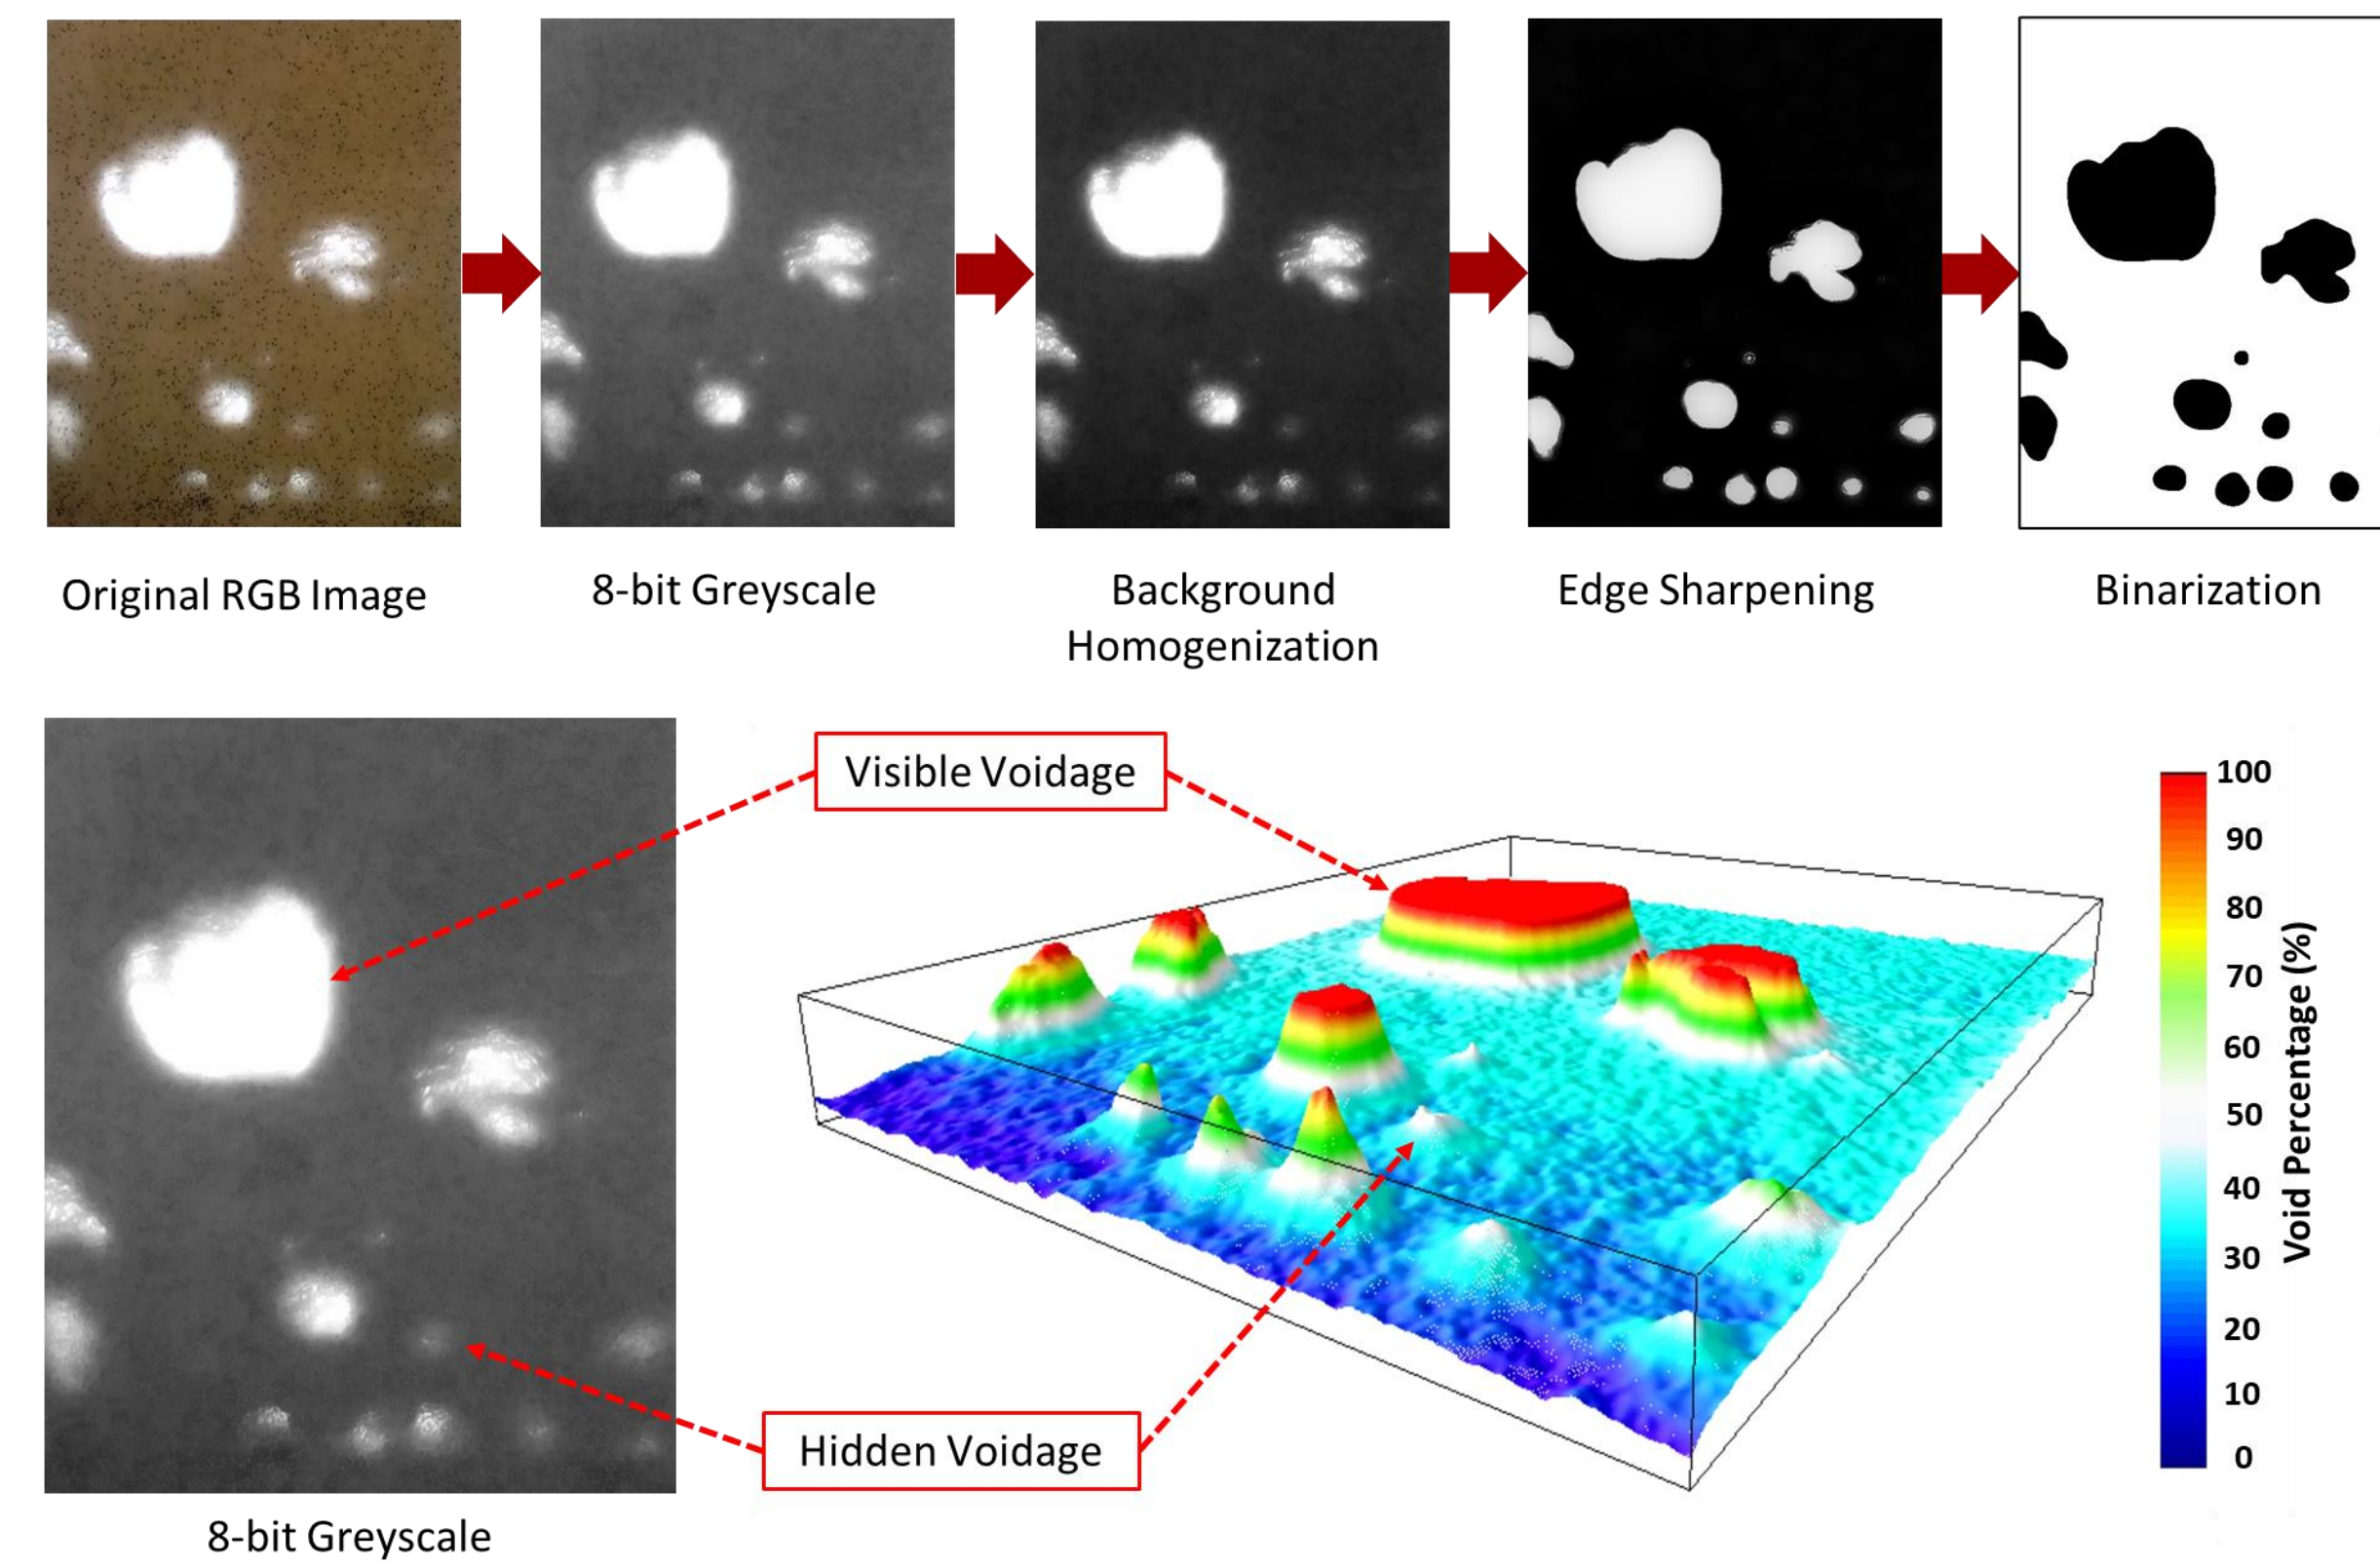 Original RGB Image
8-bit Greyscale
Background
Homogenization
Edge Sharpening
Binarization
Visible Voidage
Hidden Voidage
8-bit Greyscale
100
90
80
70
60
50
40
30
20
10
0
Void Percentage (%)